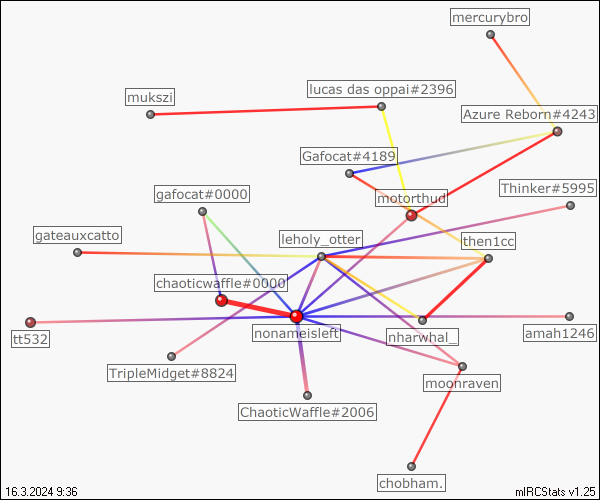 mercurybro
lucas das oppai#2396
mukszi
Azure Reborn#4243
Gafocat#4189
Thinker#5995
gafocat#0000
motorthud
gateauxcatto
leholy_otter
then1cc
chaoticwaffle#0000
tt532
nonameisleft
nharwhal_
amah1246
TripleMidget#8824
moonraven
ChaoticWaffle#2006
chobham.
16.3.2024 9:36
mIRCStats v1.25